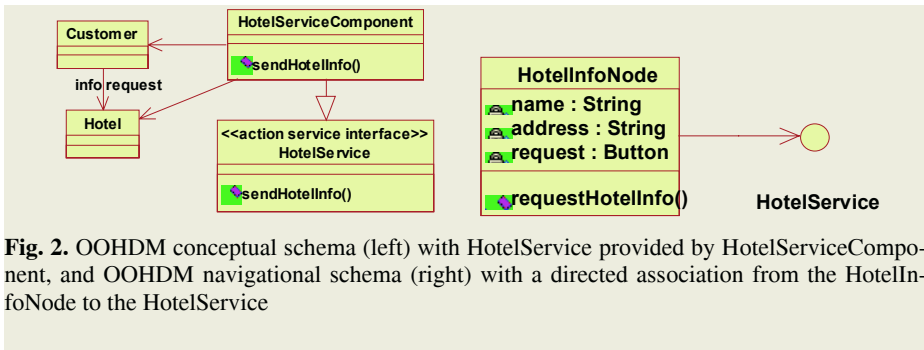 HotelServiceComponent
sendHotelInfo()
Customer
info request
Hotel
<<action service interface>>
HotelService
sendHotelInfo()
HotelInfoNode
name : String
address : String
request : Button
requestHotelInfo()
HotelService
Fig. 2. OOHDM conceptual schema (left) with HotelService provided by HotelServiceCompo-
nent, and OOHDM navigational schema (right) with a directed association from the HotelIn-
foNode to the HotelService